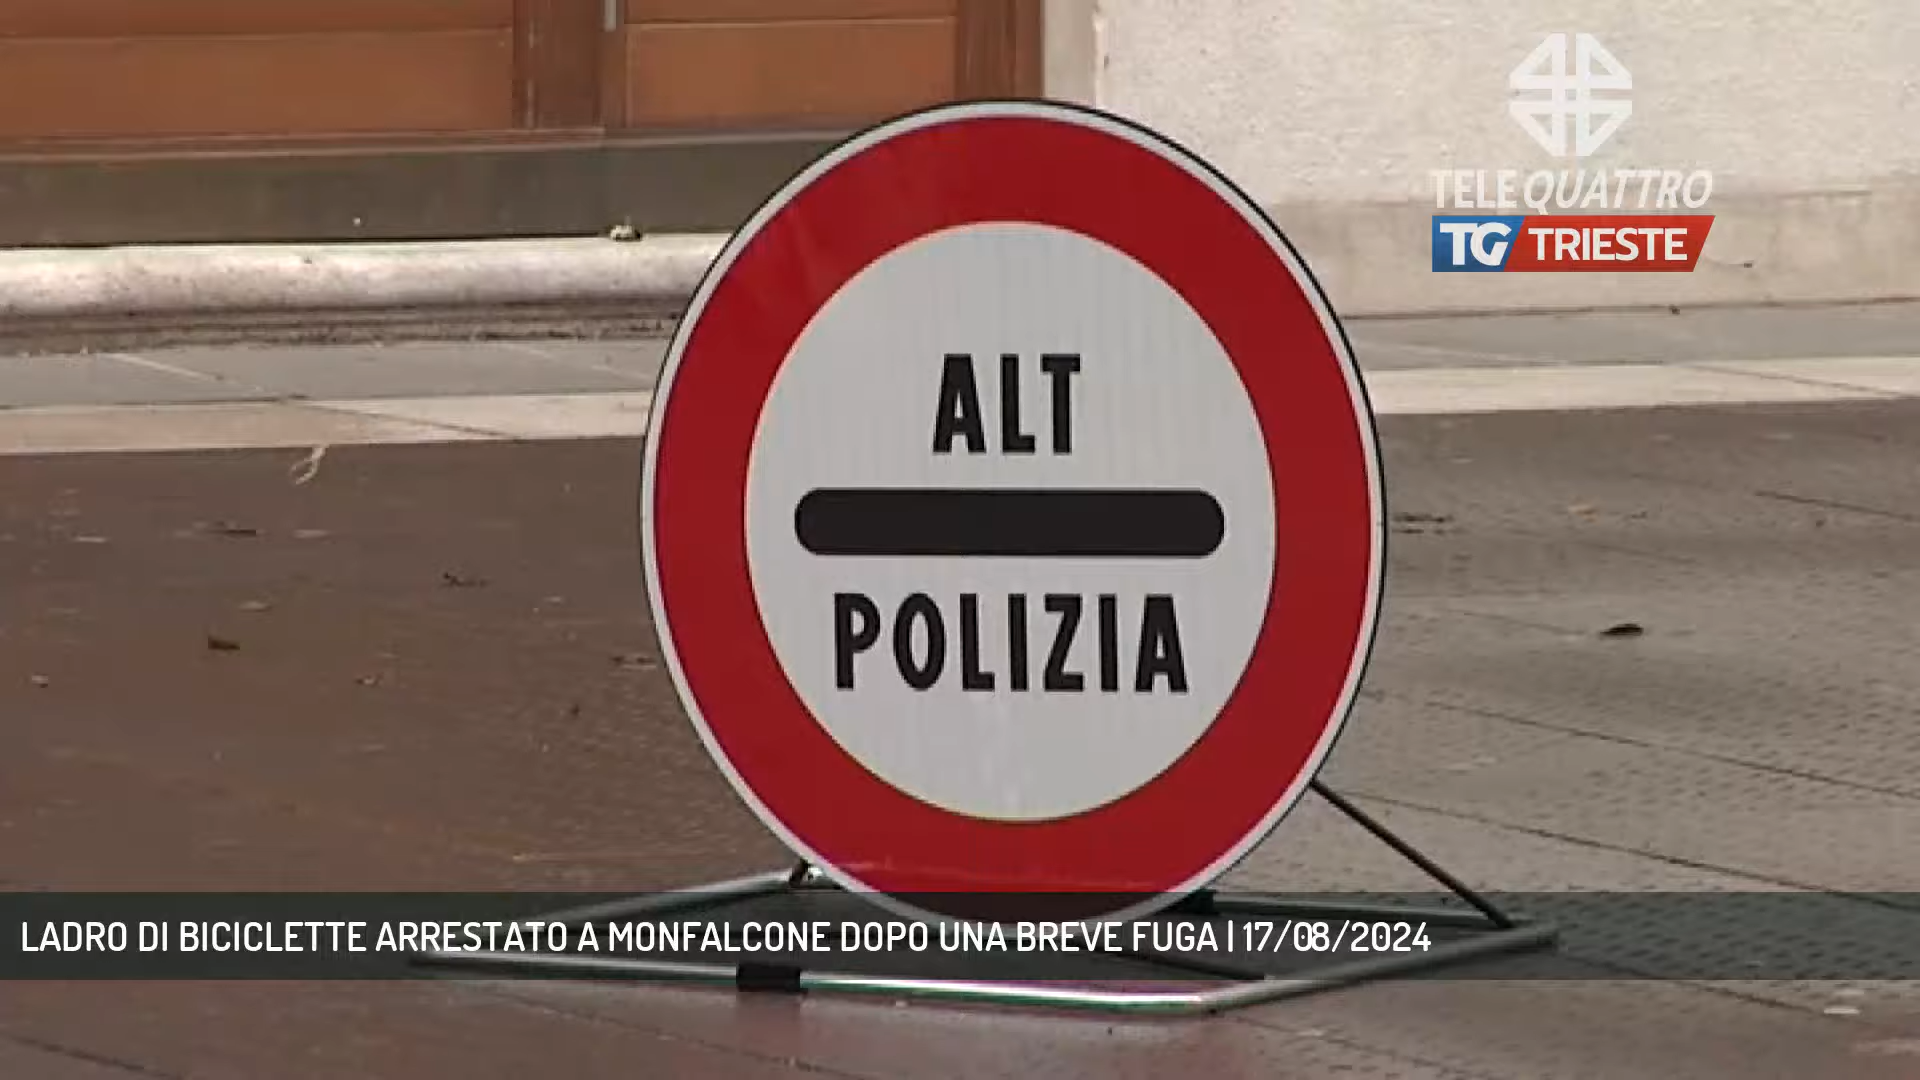 TELEQUATTRO
TG TRIESTE
ALT
POLIZIA
LADRO DI BICICLETTE ARRESTATO A MONFALCONE DOPO UNA BREVE FUGA | 17/08/2024